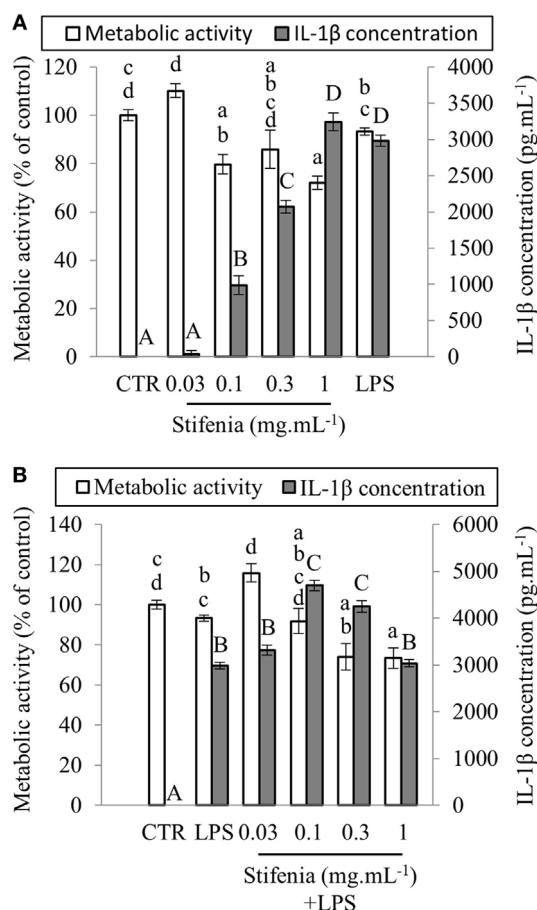 A
Metabolic activity IL-1β concentration
Metabolic activity (% of control)
120
100
80
60
40
20
0
c
d
d
a
b
a
b
c
d
a
b
c
A
A
B
C
D
D
4000
3500
3000
2500
2000
1500
1000
500
0
IL-1β concentration (pg.mL-1)
CTR 0.03 0.1 0.3 1 LPS
Stifenia (mg.mL-1)
B
Metabolic activity IL-1β concentration
Metabolic activity (% of control)
140
120
100
80
60
40
20
0
c
d
b
c
d
a
b
c
d
a
b
a
A
B
B
C
C
B
6000
5000
4000
3000
2000
1000
0
IL-1β concentration (pg.mL-1)
CTR LPS 0.03 0.1 0.3 1
Stifenia (mg.mL-1)
+LPS